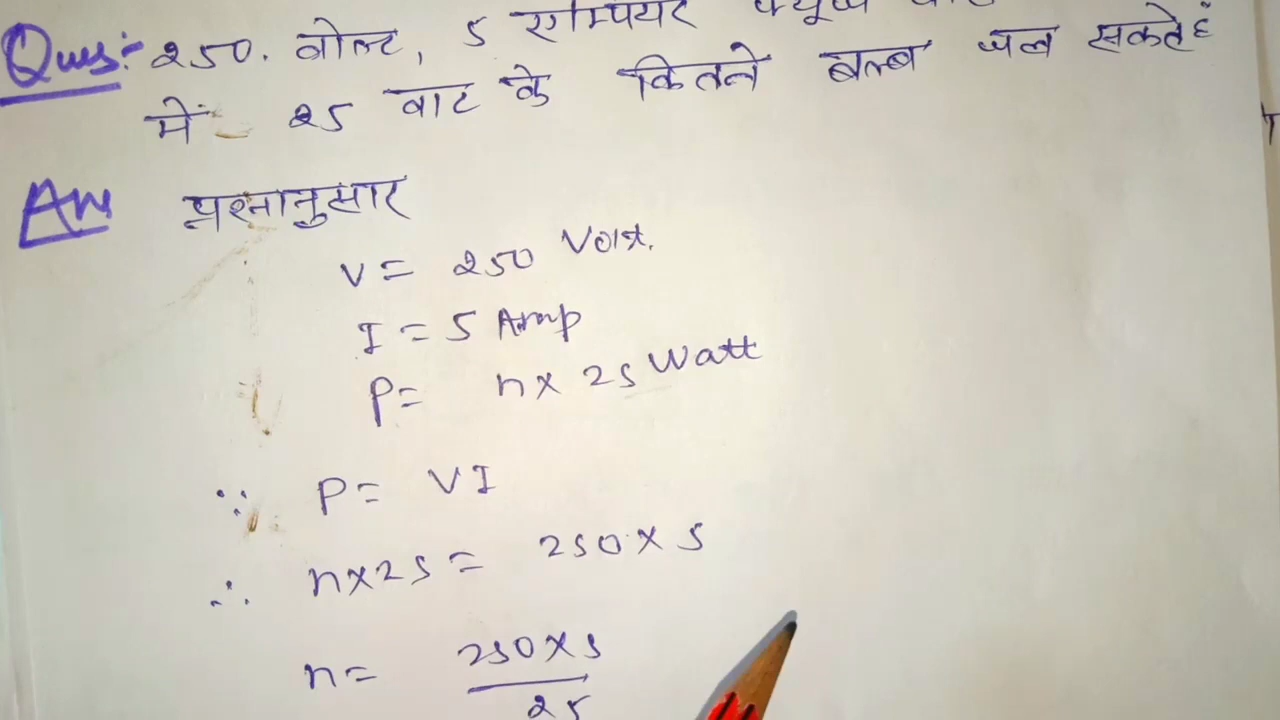 Ques:- 250. वोल्ट, 5 एम्पियर फ्यूज
में 25 वाट के कितने बल्ब जल सकते हैं
Ans प्रश्नानुसार
V = 250 Volt.
I = 5 Amp
P = n x 25 Watt
∵ P = VI
∴ n x 25 = 250 x 5
n = 250 x 5
25